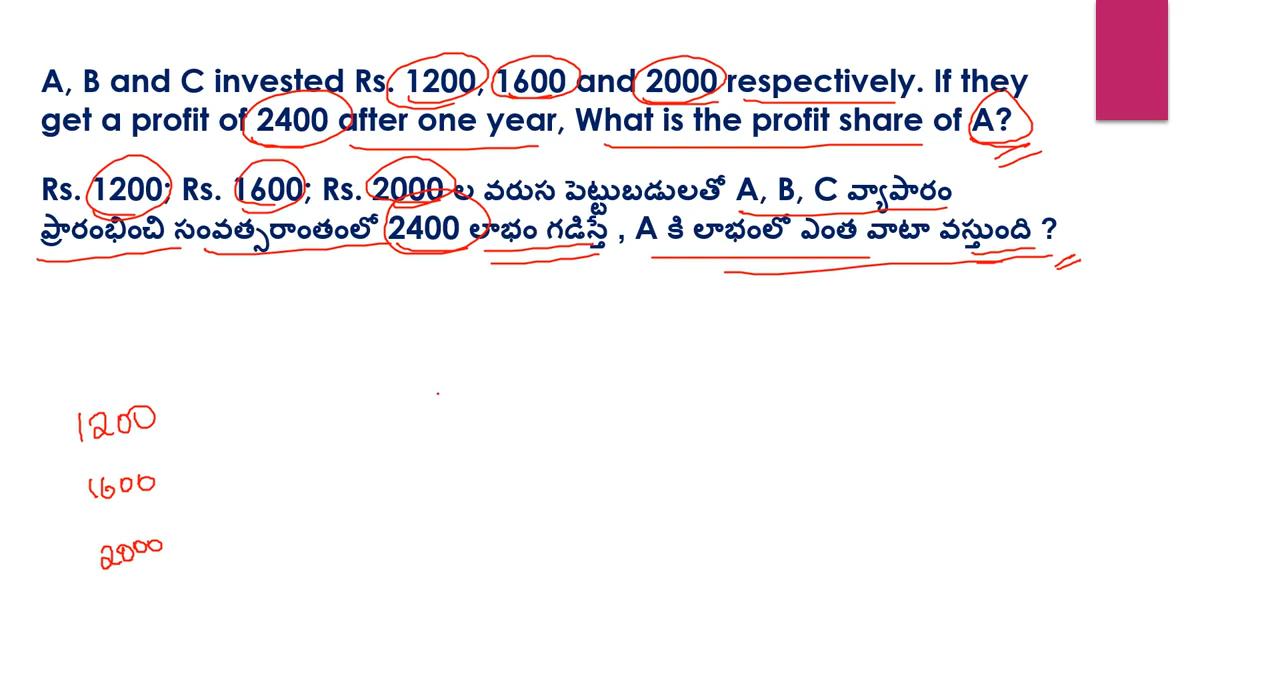 A, B and C invested Rs. 1200, 1600 and 2000 respectively. If they
get a profit of 2400 after one year, What is the profit share of A?
Rs. 1200; Rs. 1600; Rs. 2000 ల వరుస పెట్టుబడులతో A, B, C వ్యాపారం
ప్రారంభించి సంవత్సరాంతంలో 2400 లాభం గడిస్తే , A కి లాభంలో ఎంత వాటా వస్తుంది ?
1200
1600
2000